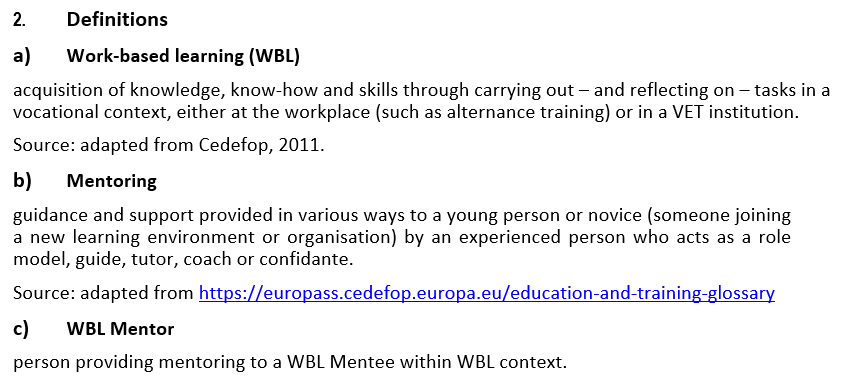 2. Definitions
a) Work-based learning (WBL)
acquisition of knowledge, know-how and skills through carrying out – and reflecting on – tasks in a
vocational context, either at the workplace (such as alternance training) or in a VET institution.
Source: adapted from Cedefop, 2011.
b) Mentoring
guidance and support provided in various ways to a young person or novice (someone joining
a new learning environment or organisation) by an experienced person who acts as a role
model, guide, tutor, coach or confidante.
Source: adapted from https://europass.cedefop.europa.eu/education-and-training-glossary
c) WBL Mentor
person providing mentoring to a WBL Mentee within WBL context.